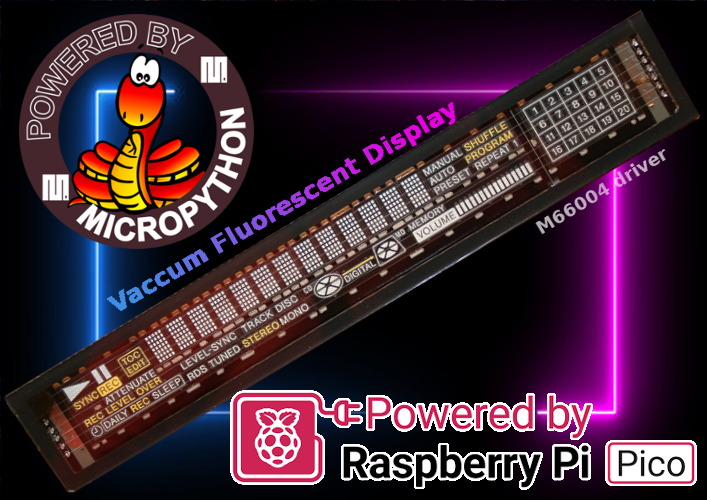 POWERED BY
M.
M.
MICROPYTHON
Vaccum Fluorescent Display
M66004 driver
1 2 3 4 5
6 7 8 9 10
11 12 13 14 15
16 17 18 19 20
MANUAL SHUFFLE
AUTO PROGRAM
PRESET REPEAT
MEMORY
VOLUME
CD
DIGITAL
MD
LEVEL-SYNC TRACK DISC
RDS TUNED STEREO MONO
TOC
EDIT
SYNC REC
ATTENUATE
REC LEVEL OVER
DAILY REC SLEEP
Powered by
Raspberry Pi Pico